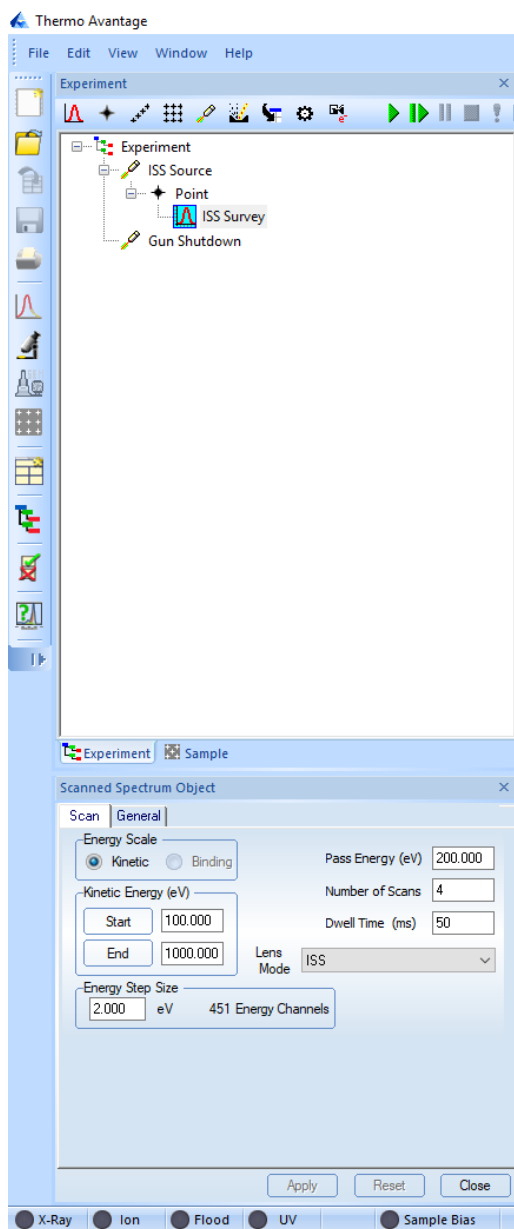 Thermo Avantage
File Edit View Window Help
Experiment
Experiment
ISS Source
Point
ISS Survey
Gun Shutdown
Experiment Sample
Scanned Spectrum Object
Scan General
Energy Scale
Kinetic Binding
Pass Energy (eV) 200.000
Kinetic Energy (eV)
Number of Scans 4
Start 100.000
Dwell Time (ms) 50
End 1000.000
Lens Mode ISS
Energy Step Size
2.000 eV 451 Energy Channels
Apply Reset Close
X-Ray Ion Flood UV Sample Bias